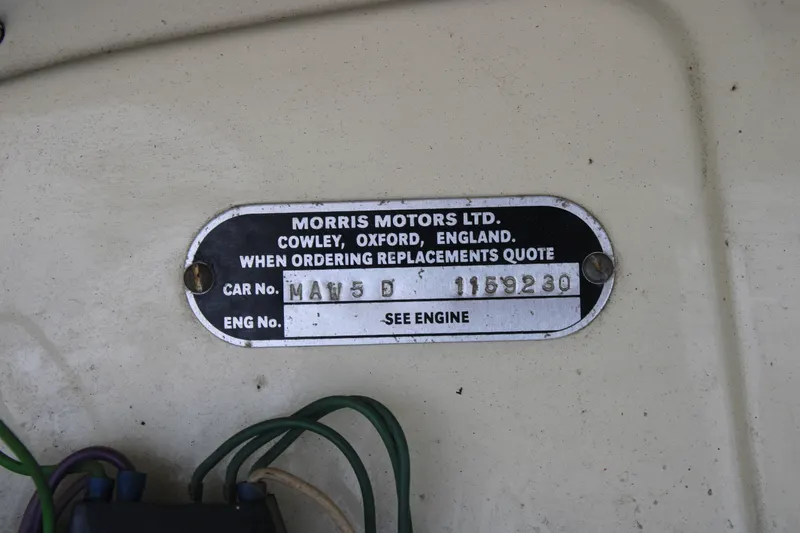 MORRIS MOTORS LTD.
COWLEY, OXFORD, ENGLAND.
WHEN ORDERING REPLACEMENTS QUOTE
CAR No. MAW5 D 1159230
ENG No. SEE ENGINE